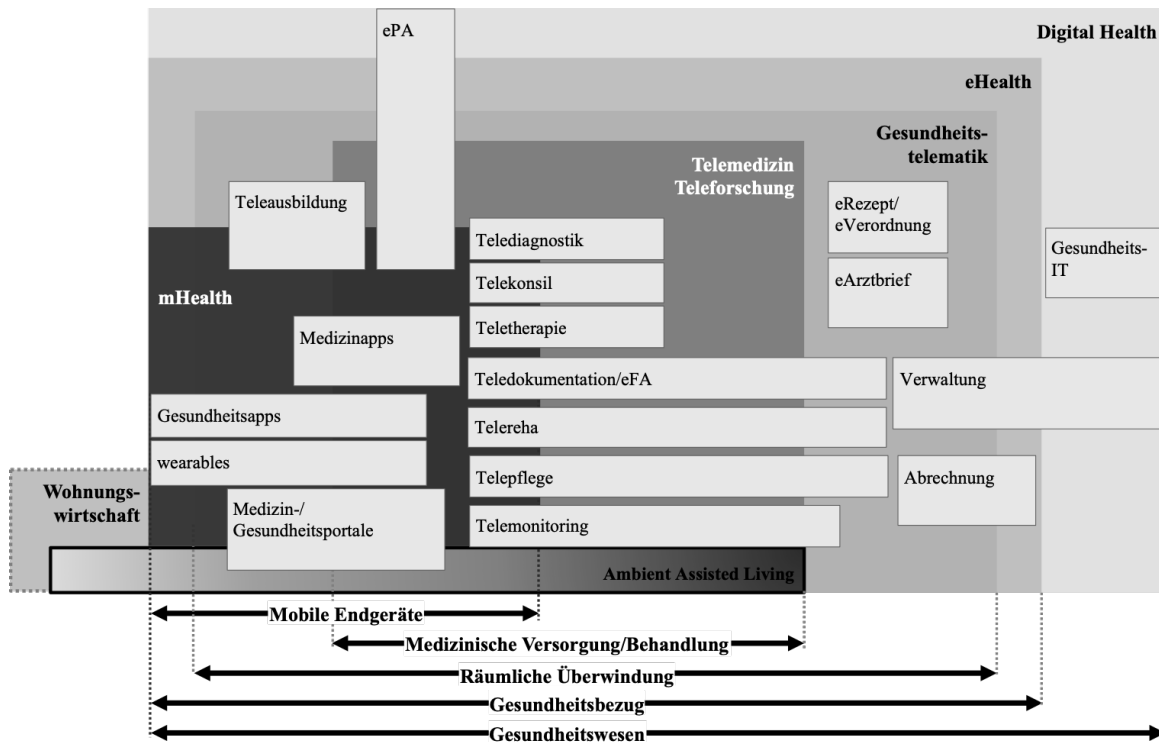 ePA
Digital Health
eHealth
Gesundheits-
telematik
Telemedizin
Teleforschung
Teleausbildung
eRezept/
eVerordnung
Telediagnostik
Gesundheits-
IT
Telekonsil
eArztbrief
mHealth
Teletherapie
Medizinapps
Teledokumentation/eFA
Verwaltung
Gesundheitsapps
Telereha
wearables
Telepflege
Abrechnung
Wohnungs-
wirtschaft
Medizin-/
Gesundheitsportale
Telemonitoring
Ambient Assisted Living
Mobile Endgeräte
Medizinische Versorgung/Behandlung
Räumliche Überwindung
Gesundheitsbezug
Gesundheitswesen